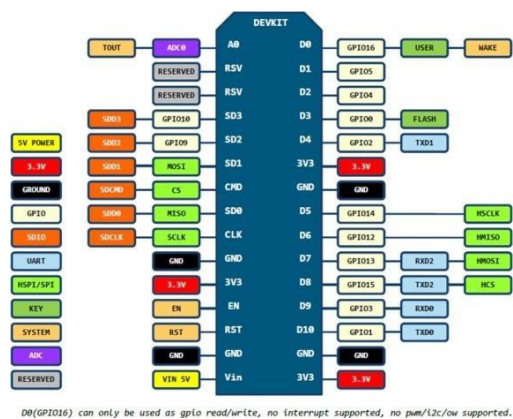 DEVKIT
TOUT ADC0 A0 D0 GPIO16 USER WAKE
RESERVED RSV D1 GPIO5
RESERVED RSV D2 GPIO4
SDD3 GPIO10 SD3 D3 GPIO0 FLASH
5V POWER SDD2 GPIO9 SD2 D4 GPIO2 TXD1
3.3V SDD1 MOSI SD1 3V3 3.3V
GROUND SDCMD CS CMD GND GND
GPIO SDD0 MISO SD0 D5 GPIO14 HSCLK
SDIO SDCLK SCLK CLK D6 GPIO12 HMISO
UART GND GND D7 GPIO13 RXD2 HMOSI
HSPI/SPI 3.3V 3V3 D8 GPIO15 TXD2 HCS
KEY EN EN D9 GPIO3 RXD0
SYSTEM RST RST D10 GPIO1 TXD0
ADC GND GND GND GND
RESERVED VIN 5V Vin 3V3 3.3V
D0(GPIO16) can only be used as gpio read/write, no interrupt supported, no pwm/i2c/ow supported.